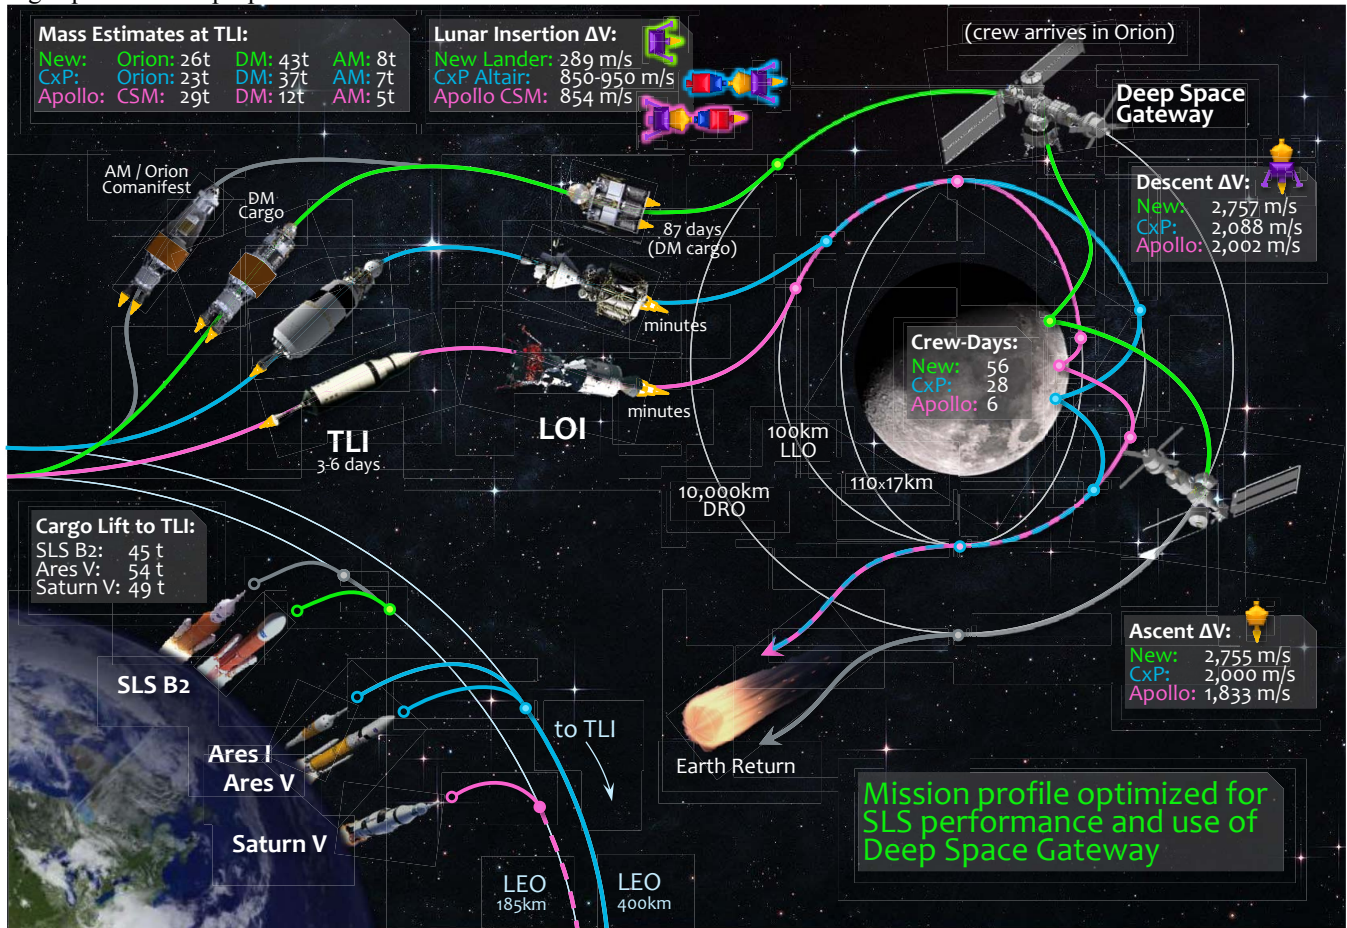 Mass Estimates at TLI:
New: Orion: 26t DM: 43t AM: 8t
CxP: Orion: 23t DM: 37t AM: 7t
Apollo: CSM: 29t DM: 12t AM: 5t
Lunar Insertion ΔV:
New Lander: 289 m/s
CxP Altair: 850-950 m/s
Apollo CSM: 854 m/s
(crew arrives in Orion)
Deep Space
Gateway
AM / Orion
Comanifest
DM
Cargo
87 days
(DM cargo)
Descent ΔV:
New: 2,757 m/s
CxP: 2,088 m/s
Apollo: 2,002 m/s
minutes
minutes
Crew-Days:
New: 56
CxP: 28
Apollo: 6
TLI
3-6 days
LOI
100km
LLO
110x17km
10,000km
DRO
Cargo Lift to TLI:
SLS B2: 45 t
Ares V: 54 t
Saturn V: 49 t
SLS B2
Ares I
Ares V
Saturn V
to TLI
LEO
185km
LEO
400km
Earth Return
Ascent ΔV:
New: 2,755 m/s
CxP: 2,000 m/s
Apollo: 1,833 m/s
Mission profile optimized for
SLS performance and use of
Deep Space Gateway